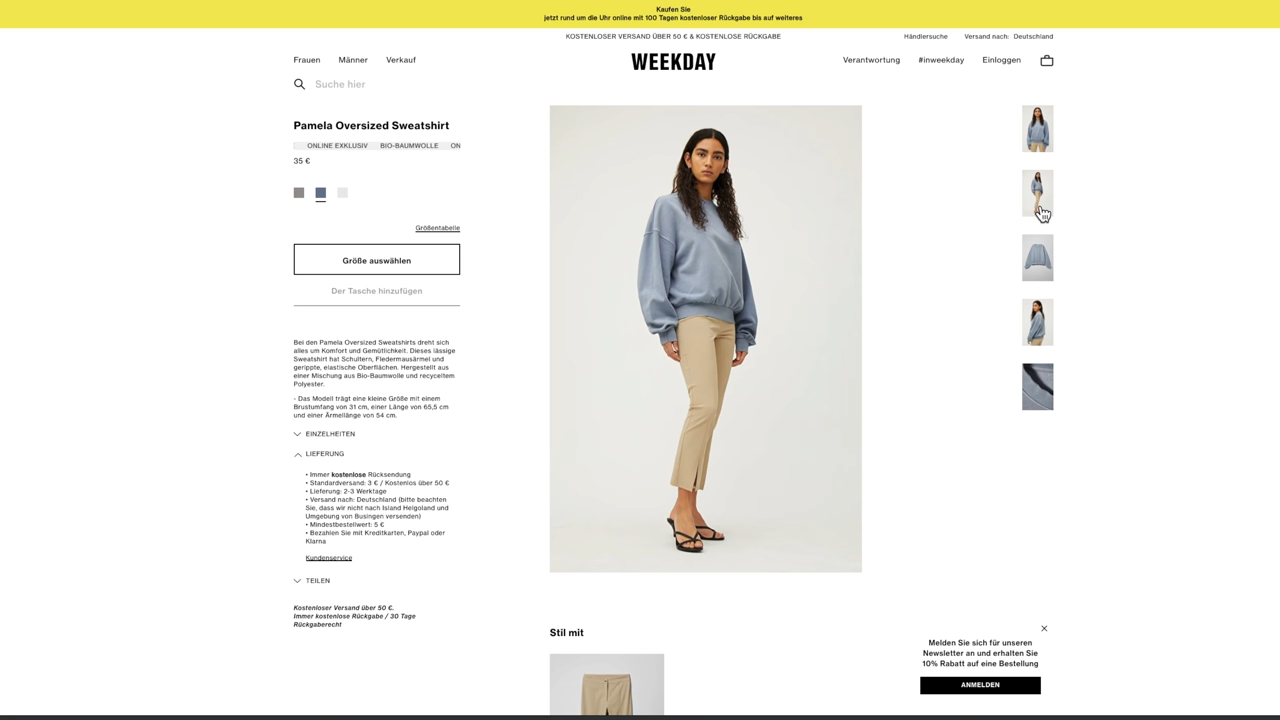 Kaufen Sie
jetzt rund um die Uhr online mit 100 Tagen kostenloser Rückgabe bis auf weiteres
KOSTENLOSER VERSAND ÜBER 50 € & KOSTENLOSE RÜCKGABE
Händlersuche
Versand nach: Deutschland
Frauen
Männer
Verkauf
WEEKDAY
Verantwortung
#inweekday
Einloggen
Suche hier
Pamela Oversized Sweatshirt
ONLINE EXKLUSIV BIO-BAUMWOLLE ON
35 €
Größentabelle
Größe auswählen
Der Tasche hinzufügen
Bei den Pamela Oversized Sweatshirts dreht sich
alles um Komfort und Gemütlichkeit. Dieses lässige
Sweatshirt hat Schultern, Fledermausärmel und
gerippte, elastische Oberflächen. Hergestellt aus
einer Mischung aus Bio-Baumwolle und recyceltem
Polyester.
- Das Modell trägt eine kleine Größe mit einem
Brustumfang von 31 cm, einer Länge von 65,5 cm
und einer Ärmellänge von 54 cm.
EINZELHEITEN
LIEFERUNG
• Immer kostenlose Rücksendung
• Standardversand: 3 € / Kostenlos über 50 €
• Lieferung: 2-3 Werktage
• Versand nach: Deutschland (bitte beachten
Sie, dass wir nicht nach Island Helgoland und
Umgebung von Busingen versenden)
• Mindestbestellwert: 5 €
• Bezahlen Sie mit Kreditkarten, Paypal oder
Klarna
Kundenservice
TEILEN
Kostenloser Versand über 50 €.
Immer kostenlose Rückgabe / 30 Tage
Rückgaberecht
Stil mit
Melden Sie sich für unseren
Newsletter an und erhalten Sie
10% Rabatt auf eine Bestellung
ANMELDEN